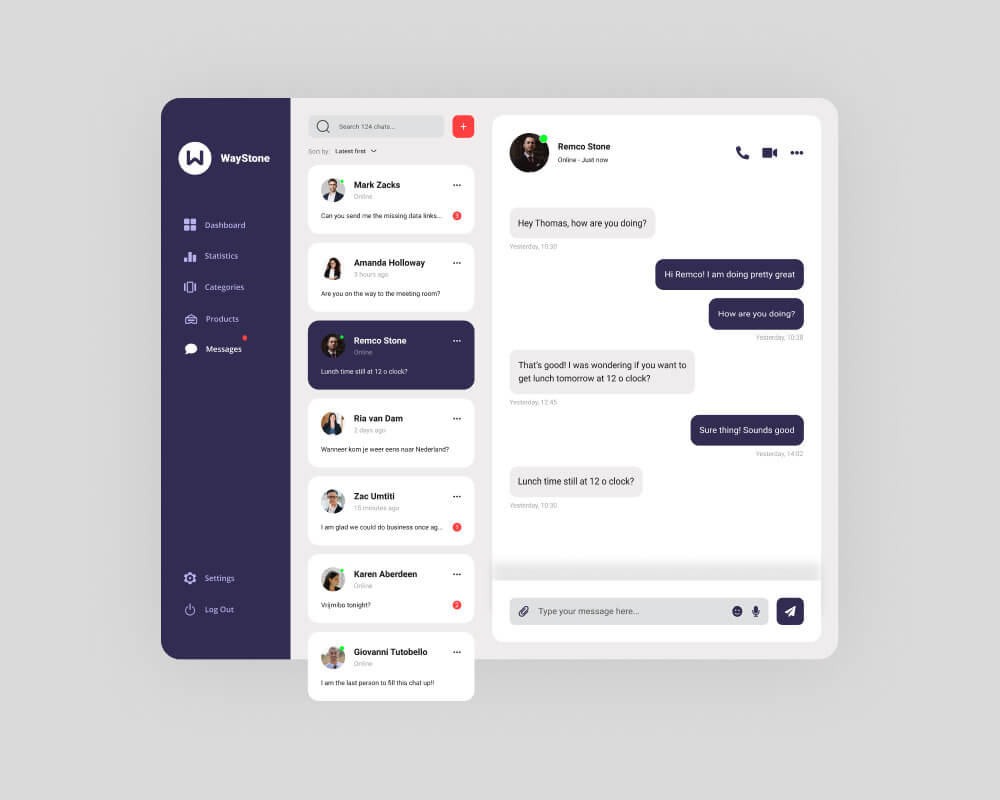 WayStone
Dashboard
Statistics
Categories
Products
Messages
Settings
Log Out
Search 124 chats...
+
Sort by: Latest first
Mark Zacks
Online
Can you send me the missing data links...
3
Amanda Holloway
3 hours ago
Are you on the way to the meeting room?
Remco Stone
Online
Lunch time still at 12 o clock?
Ria van Dam
2 days ago
Wanneer kom je weer eens naar Nederland?
Zac Umtiti
15 minutes ago
I am glad we could do business once ag...
1
Karen Aberdeen
Online
Vrijmibo tonight?
2
Giovanni Tutobello
Online
I am the last person to fill this chat up!!
Remco Stone
Online - Just now
Hey Thomas, how are you doing?
Yesterday, 10:30
Hi Remco! I am doing pretty great
How are you doing?
Yesterday, 10:38
That's good! I was wondering if you want to
get lunch tomorrow at 12 o clock?
Yesterday, 12:45
Sure thing! Sounds good
Yesterday, 14:02
Lunch time still at 12 o clock?
Yesterday, 10:30
Type your message here...